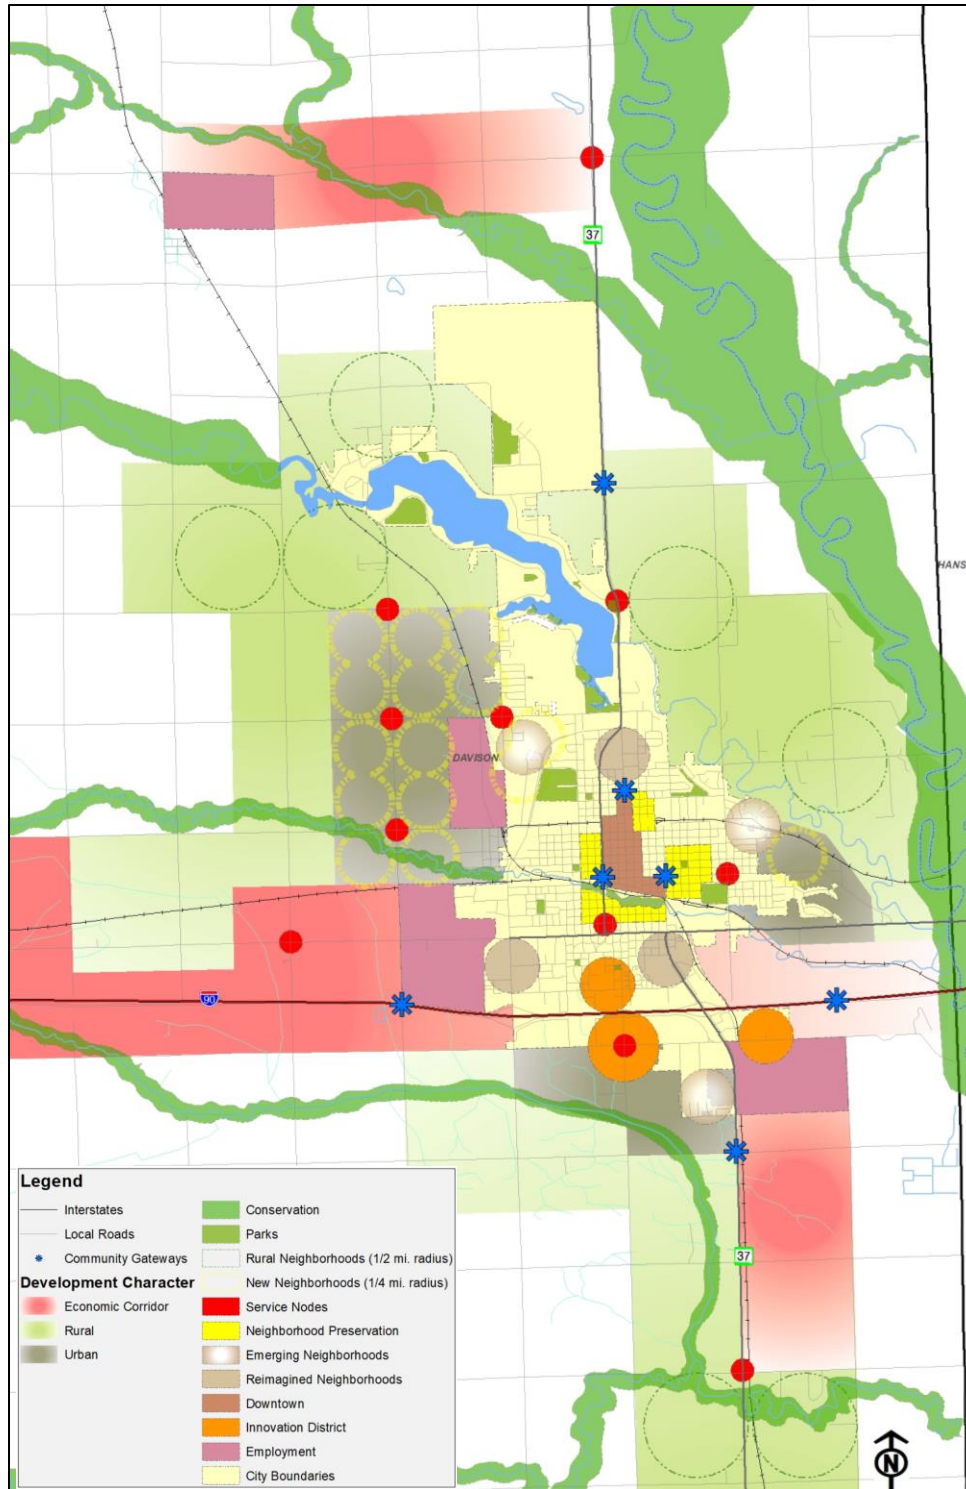 37
HANS
DAVISON
90
37
Legend
Interstates
Local Roads
Community Gateways
Development Character
Economic Corridor
Rural
Urban
Conservation
Parks
Rural Neighborhoods (1/2 mi. radius)
New Neighborhoods (1/4 mi. radius)
Service Nodes
Neighborhood Preservation
Emerging Neighborhoods
Reimagined Neighborhoods
Downtown
Innovation District
Employment
City Boundaries
N